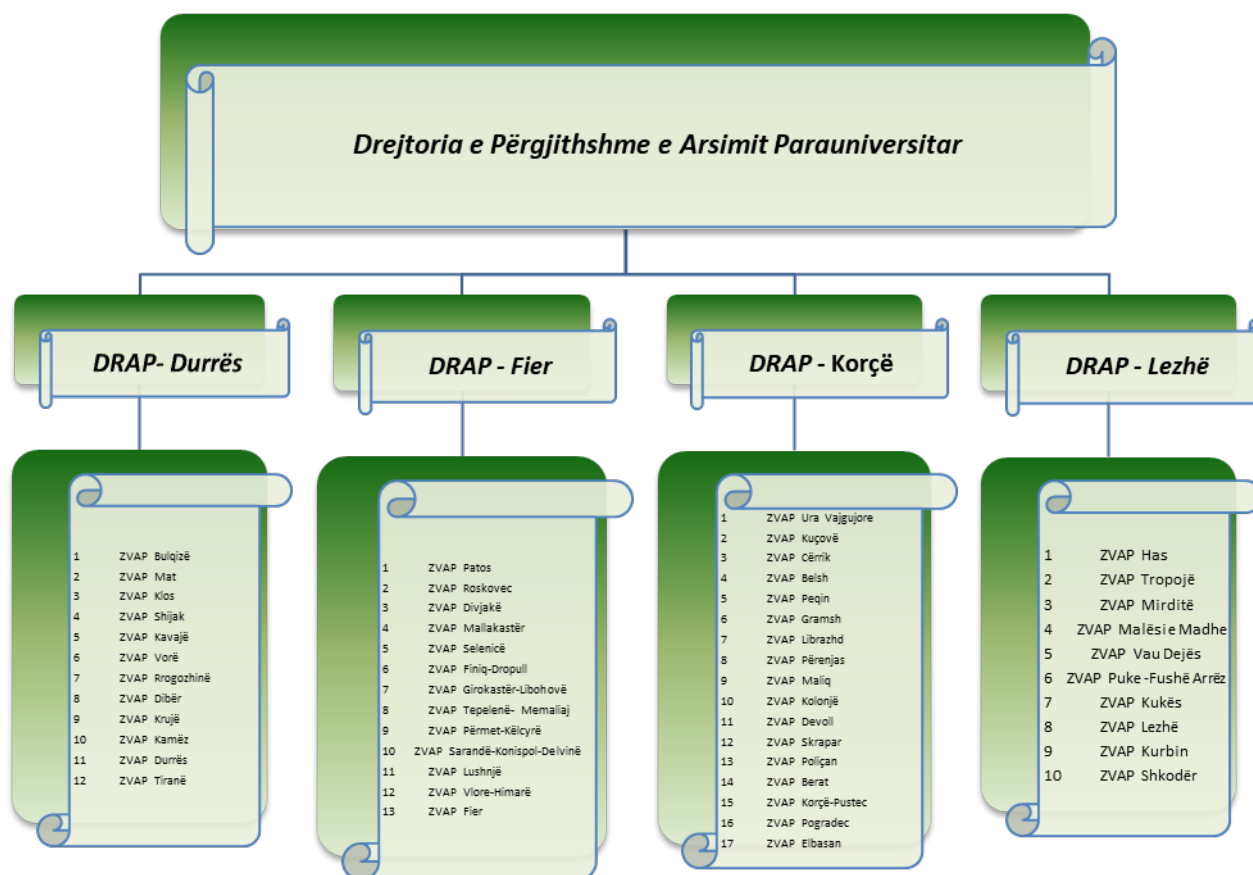 Drejtoria e Përgjithshme e Arsimit Parauniversitar
DRAP- Durrës
DRAP - Fier
DRAP - Korçë
DRAP - Lezhë
1 ZVAP Bulqizë
2 ZVAP Mat
3 ZVAP Klos
4 ZVAP Shijak
5 ZVAP Kavajë
6 ZVAP Vorë
7 ZVAP Rrogozhinë
8 ZVAP Dibër
9 ZVAP Krujë
10 ZVAP Kamëz
11 ZVAP Durrës
12 ZVAP Tiranë
1 ZVAP Patos
2 ZVAP Roskovec
3 ZVAP Divjakë
4 ZVAP Mallakastër
5 ZVAP Selenicë
6 ZVAP Finiq-Dropull
7 ZVAP Girokastër-Libohovë
8 ZVAP Tepelenë- Memaliaj
9 ZVAP Përmet-Këlcyrë
10 ZVAP Sarandë-Konispol-Delvinë
11 ZVAP Lushnjë
12 ZVAP Vlore-Himarë
13 ZVAP Fier
1 ZVAP Ura Vajgujore
2 ZVAP Kuçovë
3 ZVAP Cërrik
4 ZVAP Belsh
5 ZVAP Peqin
6 ZVAP Gramsh
7 ZVAP Librazhd
8 ZVAP Përenjas
9 ZVAP Maliq
10 ZVAP Kolonjë
11 ZVAP Devoll
12 ZVAP Skrapar
13 ZVAP Poliçan
14 ZVAP Berat
15 ZVAP Korçë-Pustec
16 ZVAP Pogradec
17 ZVAP Elbasan
1 ZVAP Has
2 ZVAP Tropojë
3 ZVAP Mirditë
4 ZVAP Malësi e Madhe
5 ZVAP Vau Dejës
6 ZVAP Puke -Fushë Arrëz
7 ZVAP Kukës
8 ZVAP Lezhë
9 ZVAP Kurbin
10 ZVAP Shkodër